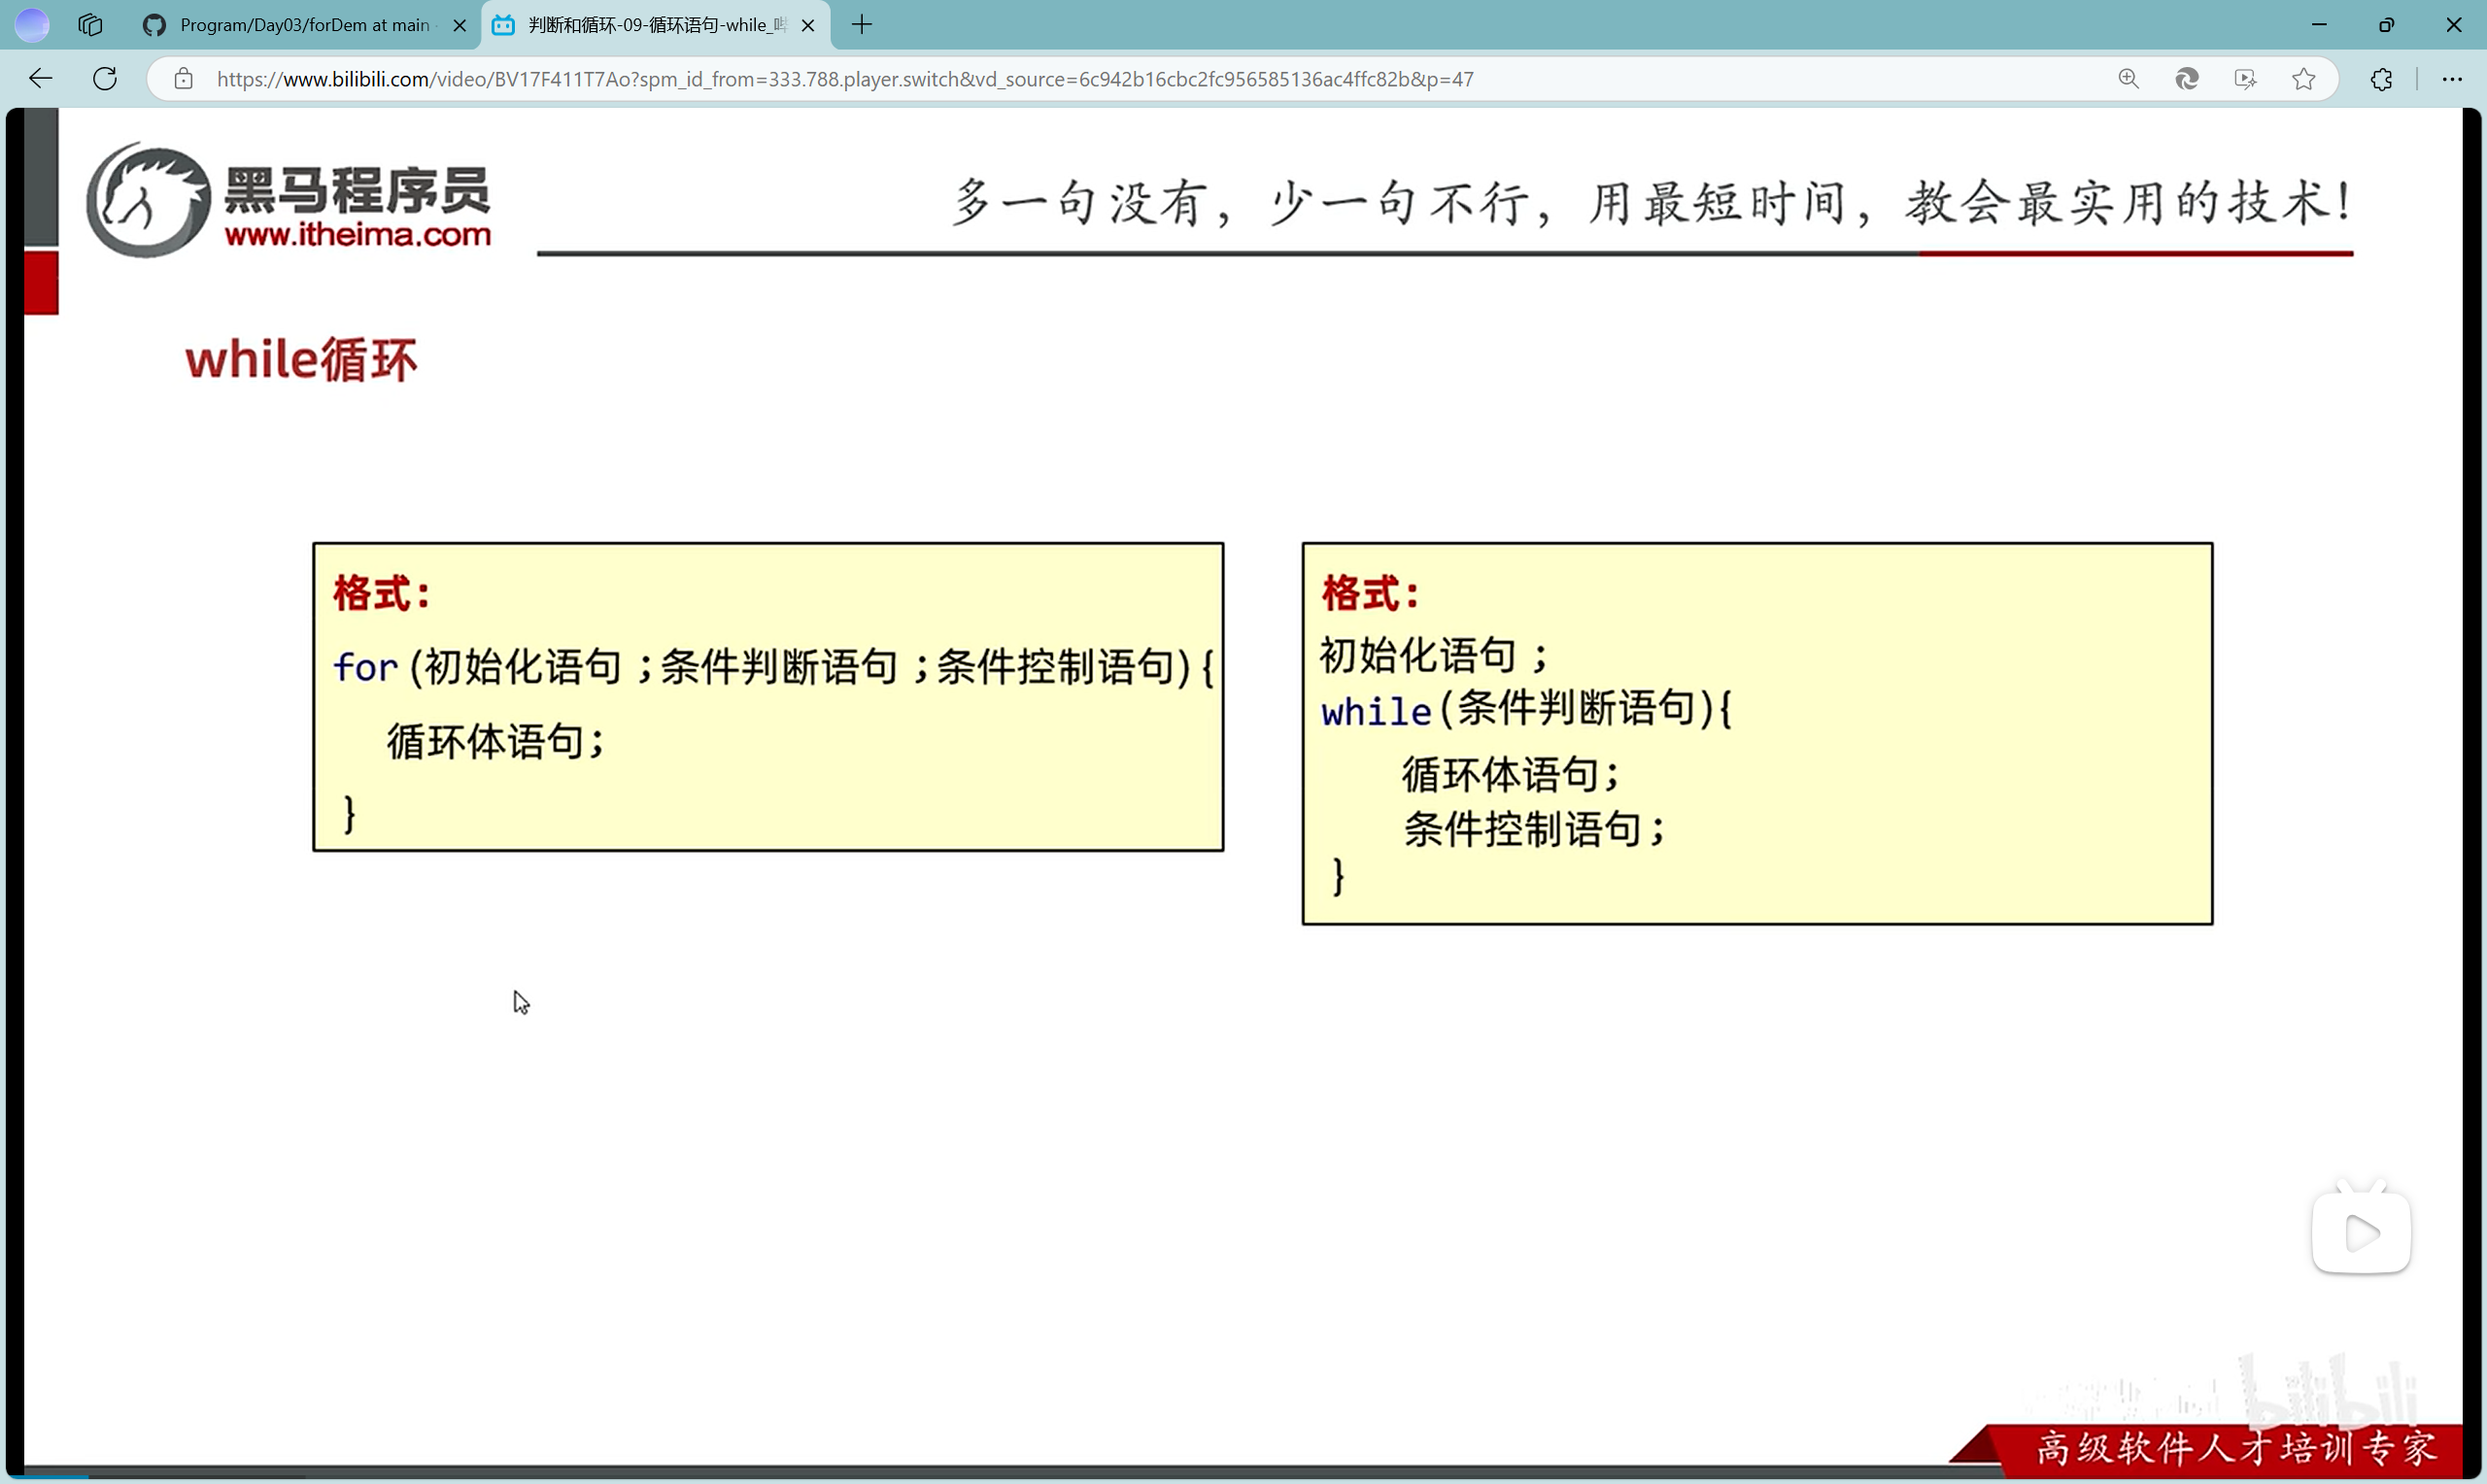 Program/Day03/forDem at main
判断和循环-09-循环语句-while_哔
https://www.bilibili.com/video/BV17F411T7Ao?spm_id_from=333.788.player.switch&vd_source=6c942b16cbc2fc956585136ac4ffc82b&p=47
黑马程序员
www.itheima.com
多一句没有，少一句不行，用最短时间，教会最实用的技术！
while循环
格式：
for(初始化语句;条件判断语句;条件控制语句){
循环体语句;
}
格式：
初始化语句;
while(条件判断语句){
循环体语句;
条件控制语句;
}
bilibili
高级软件人才培训专家